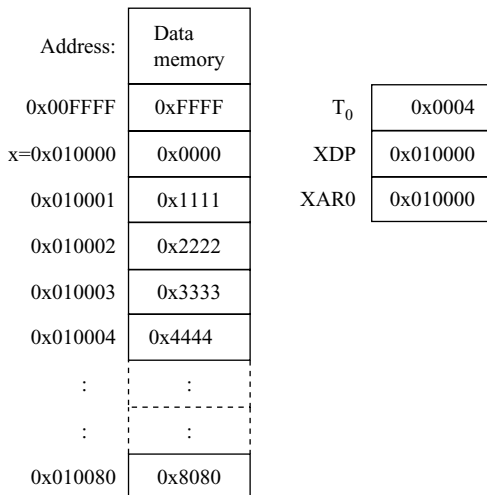 Address: Data memory
0x00FFFF 0xFFFF
x=0x010000 0x0000
0x010001 0x1111
0x010002 0x2222
0x010003 0x3333
0x010004 0x4444
: :
: :
0x010080 0x8080
T0 0x0004
XDP 0x010000
XAR0 0x010000